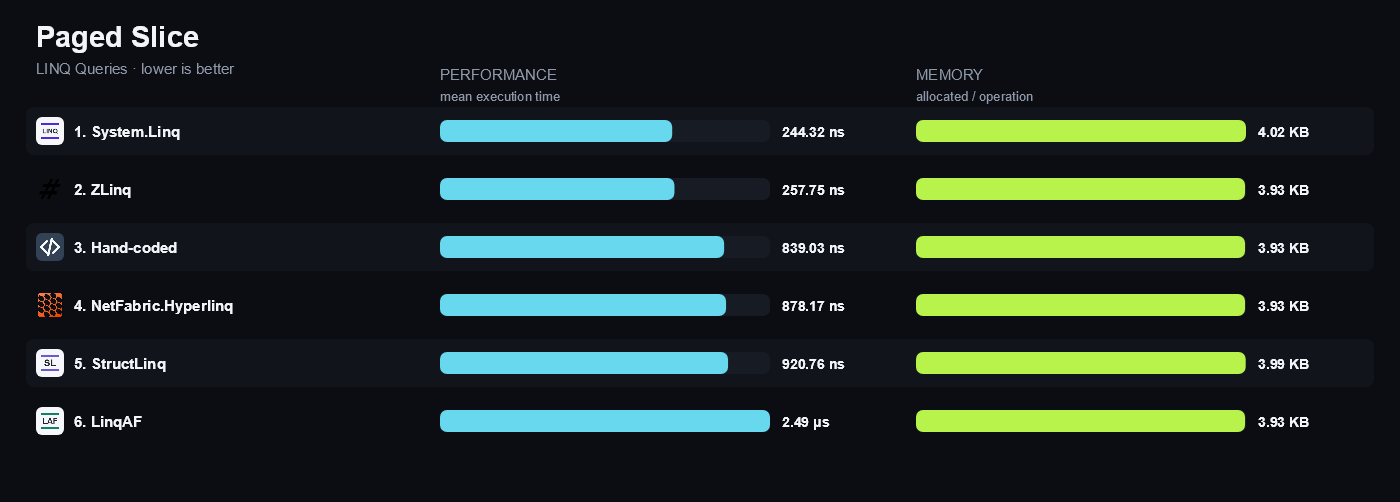 Paged Slice
LINQ Queries · lower is better
PERFORMANCE
mean execution time
MEMORY
allocated / operation
LINQ 1. System.Linq 244.32 ns 4.02 KB
# 2. ZLinq 257.75 ns 3.93 KB
</> 3. Hand-coded 839.03 ns 3.93 KB
4. NetFabric.Hyperlinq 878.17 ns 3.93 KB
SL 5. StructLinq 920.76 ns 3.99 KB
LAF 6. LinqAF 2.49 µs 3.93 KB